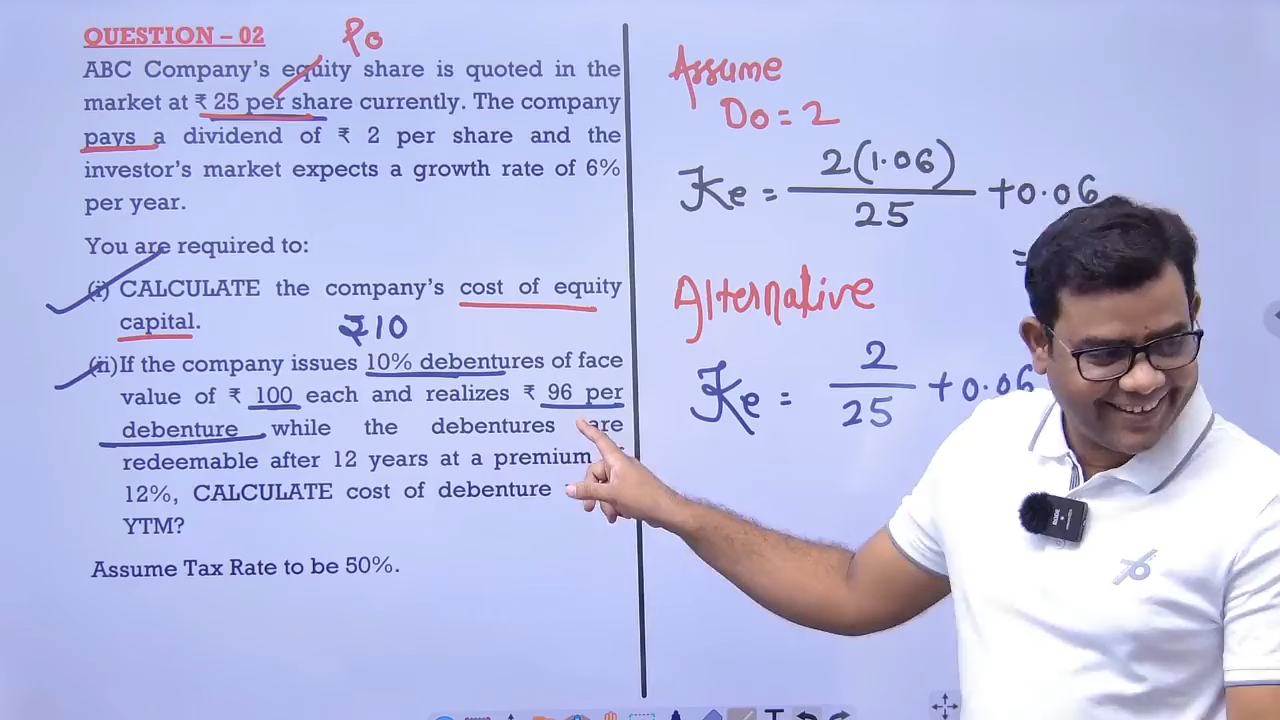 QUESTION – 02
Po
ABC Company's equity share is quoted in the
market at ₹ 25 per share currently. The company
pays a dividend of ₹ 2 per share and the
investor's market expects a growth rate of 6%
per year.
You are required to:
(i) CALCULATE the company's cost of equity
capital.
₹10
(ii) If the company issues 10% debentures of face
value of ₹ 100 each and realizes ₹ 96 per
debenture while the debentures are
redeemable after 12 years at a premium
12%, CALCULATE cost of debenture
YTM?
Assume Tax Rate to be 50%.
Assume
Do = 2
Ke = 2(1.06) / 25 + 0.06
=
Alternative
Ke = 2 / 25 + 0.06